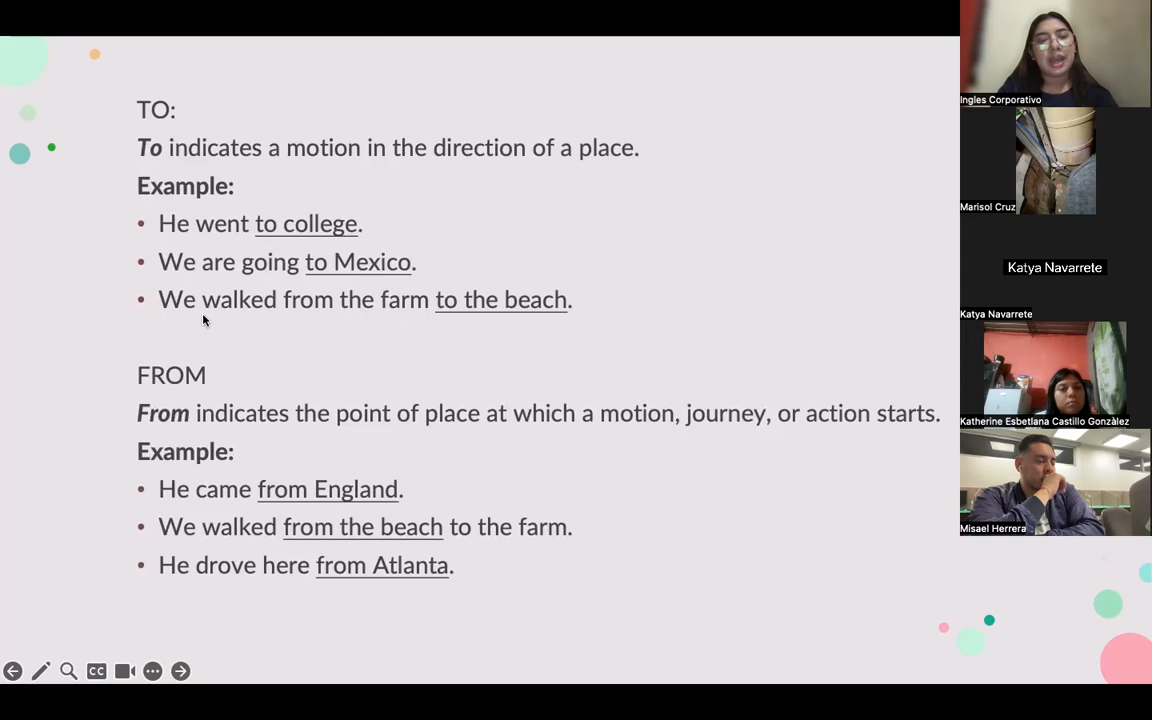 TO:
To indicates a motion in the direction of a place.
Example:
• He went to college.
• We are going to Mexico.
• We walked from the farm to the beach.
FROM
From indicates the point of place at which a motion, journey, or action starts.
Example:
• He came from England.
• We walked from the beach to the farm.
• He drove here from Atlanta.
CC
Ingles Corporativo
Marisol Cruz
Katya Navarrete
Katya Navarrete
Katherine Esbetlana Castillo Gonzàlez
Misael Herrera